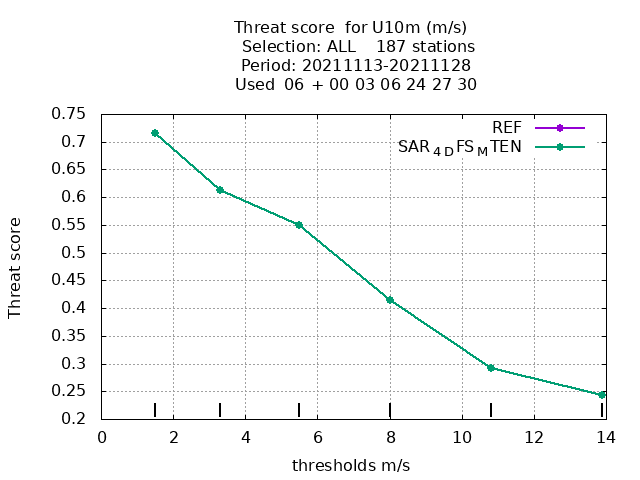 Threat score  for U10m (m/s)
Selection: ALL    187 stations
Period: 20211113-20211128
Used  06  + 00 03 06 24 27 30
REF
SAR4DFSMTEN
0.75
0.7
0.65
0.6
0.55
0.5
0.45
0.4
0.35
0.3
0.25
0.2
Threat score
0 2 4 6 8 10 12 14
thresholds m/s